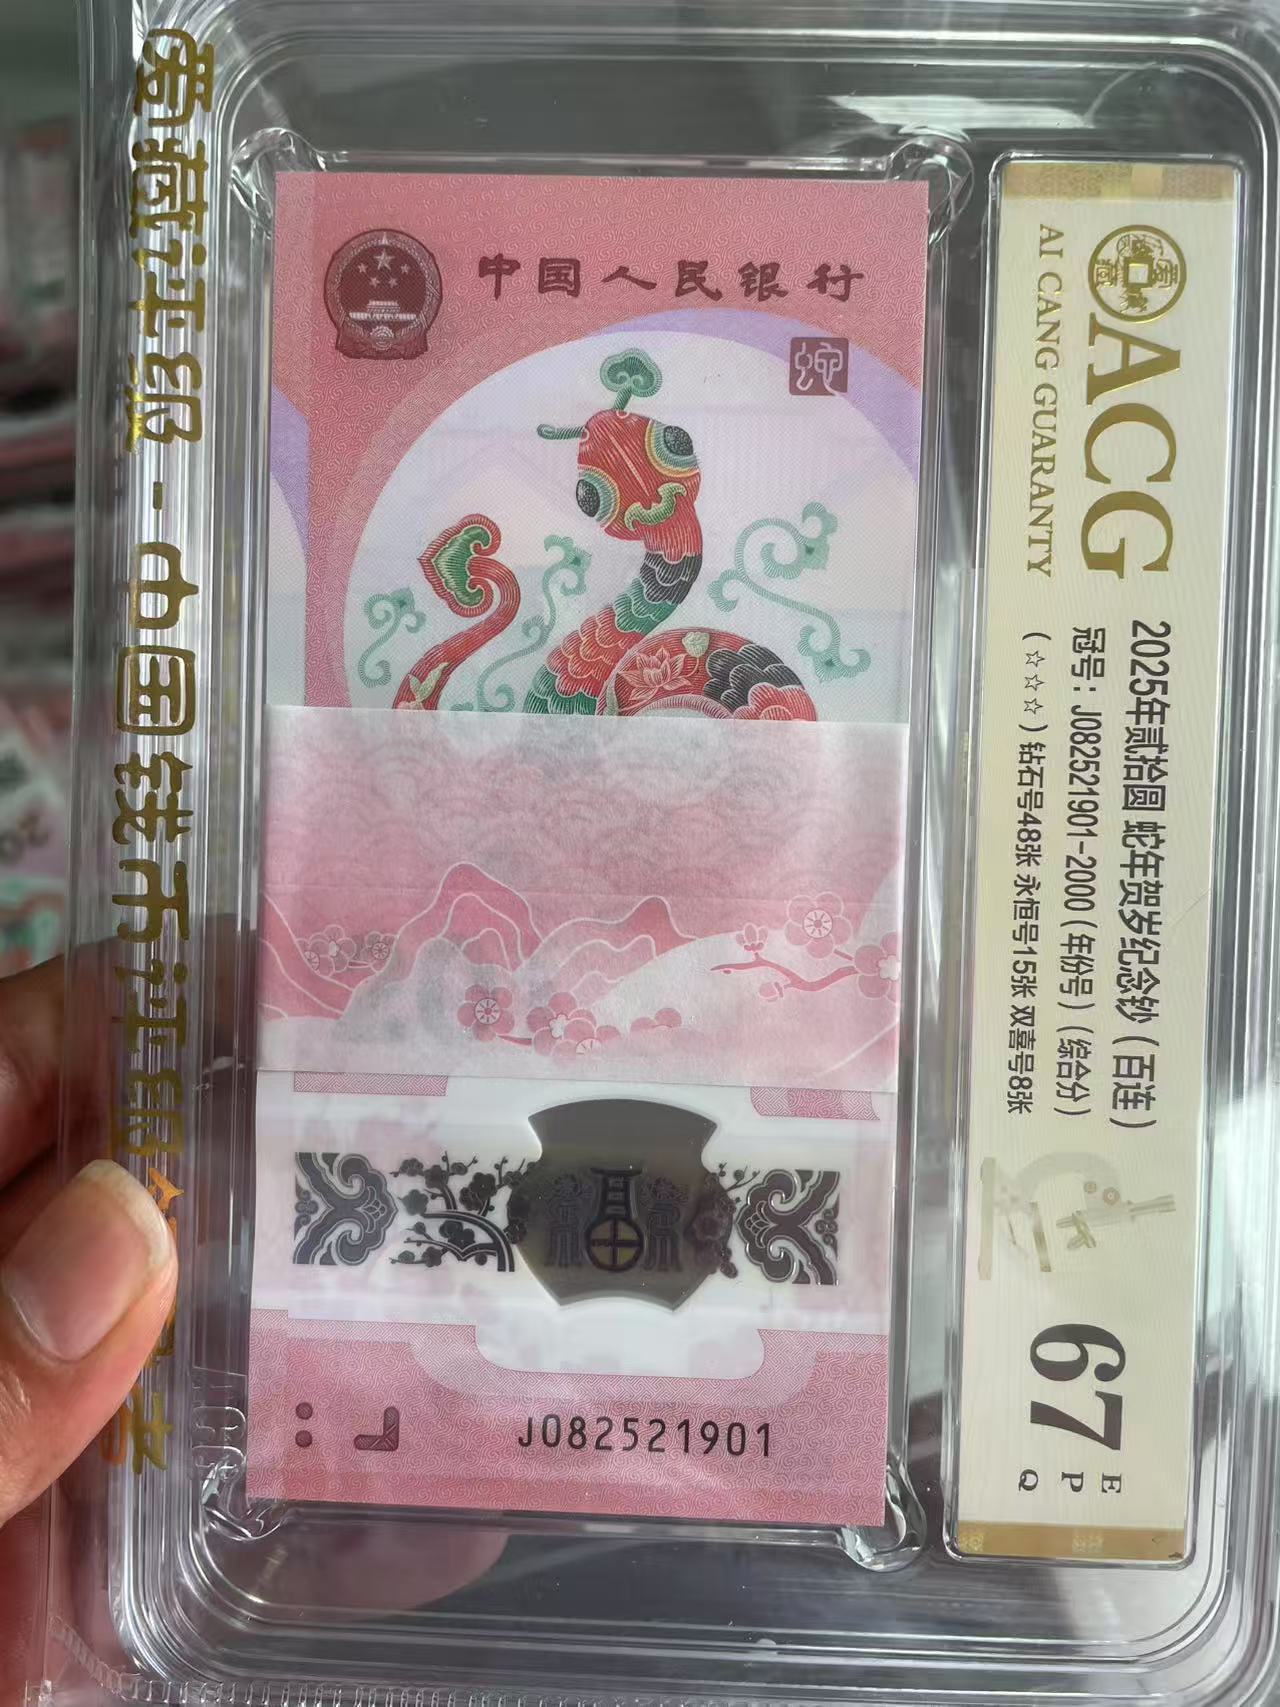 爱藏评级-中国钱币评级
中国人民银行
蛇
J082521901
ACG
AI CANG GUARANTY
2025年贰拾圆 蛇年贺岁纪念钞（百连）
冠号：J082521901-2000（年份号）（综合分）
（☆☆☆）钻石号48张 永恒号15张 双喜号8张
67
E
P
Q